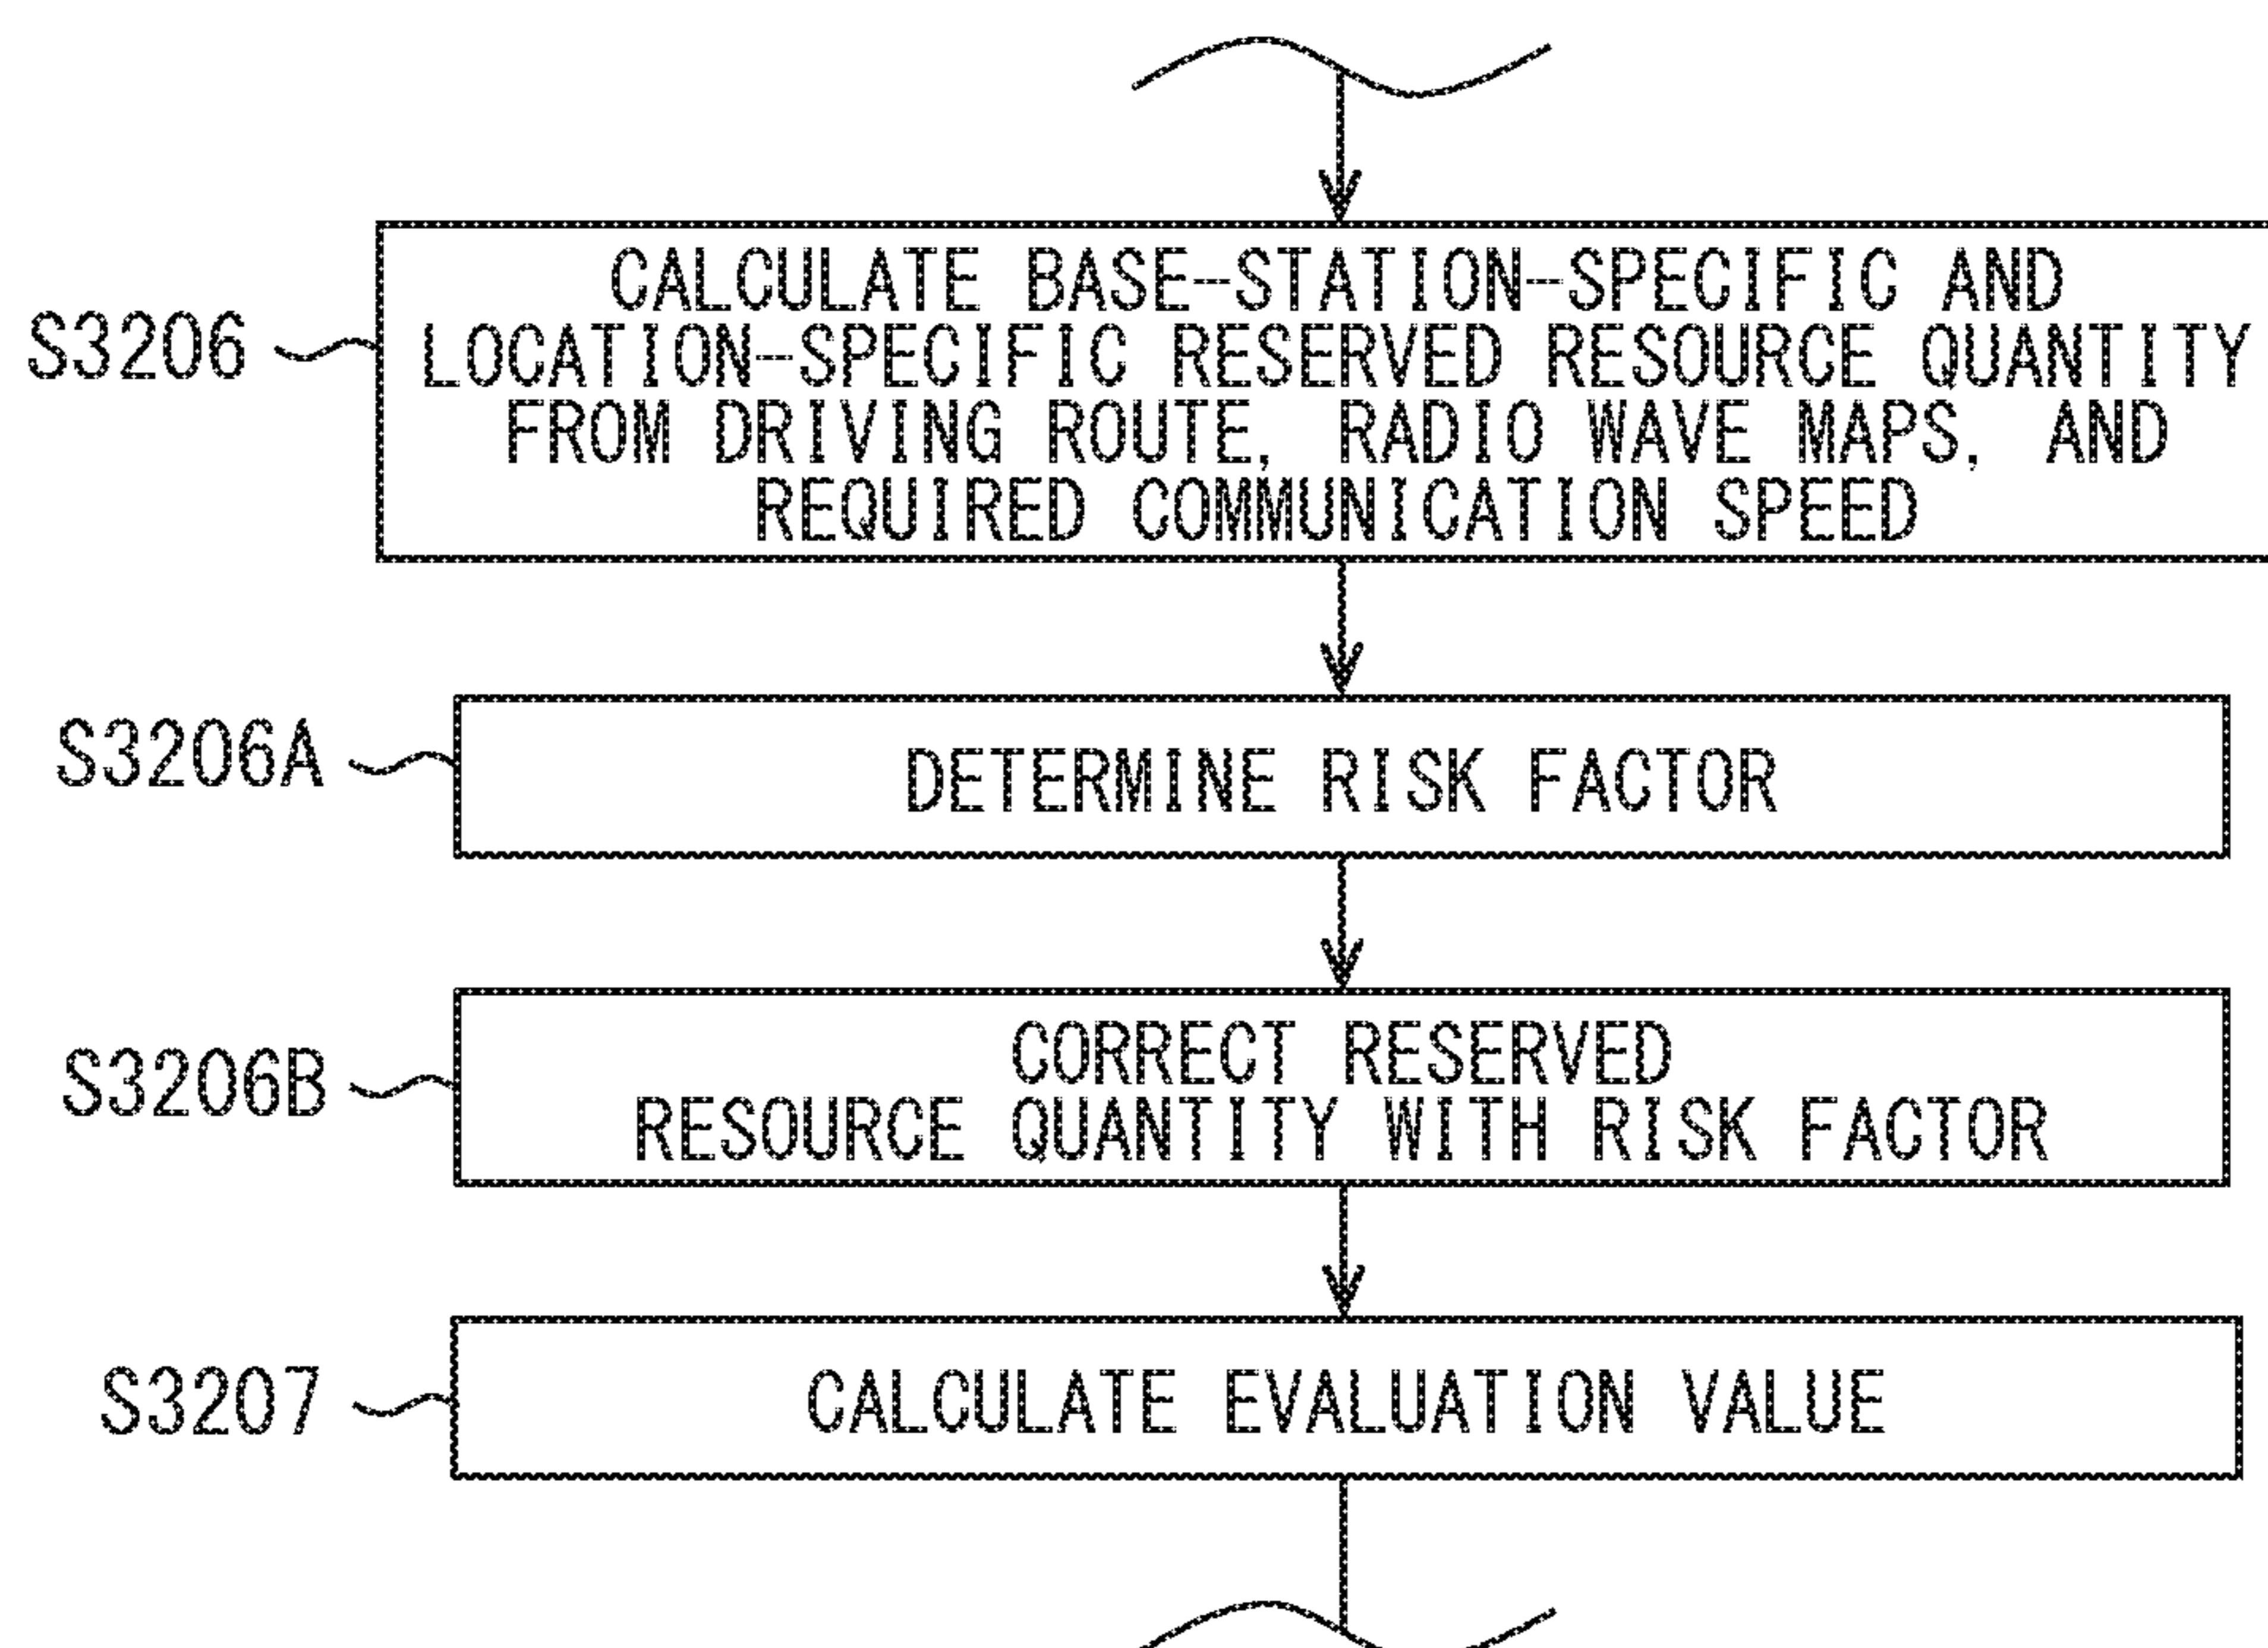 S3206
CALCULATE BASE-STATION-SPECIFIC AND
LOCATION-SPECIFIC RESERVED RESOURCE QUANTITY
FROM DRIVING ROUTE, RADIO WAVE MAPS, AND
REQUIRED COMMUNICATION SPEED
S3206A
DETERMINE RISK FACTOR
S3206B
CORRECT RESERVED
RESOURCE QUANTITY WITH RISK FACTOR
S3207
CALCULATE EVALUATION VALUE